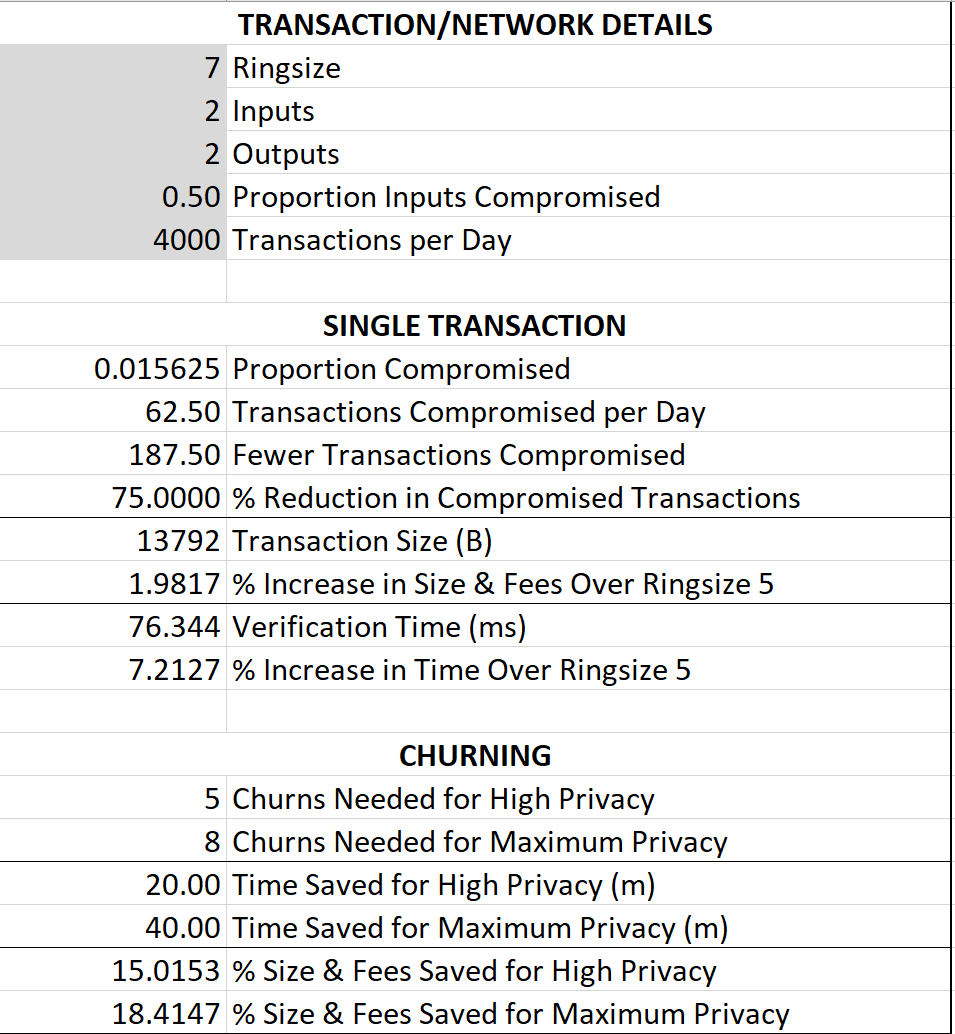 TRANSACTION/NETWORK DETAILS
7 Ringsize
2 Inputs
2 Outputs
0.50 Proportion Inputs Compromised
4000 Transactions per Day
SINGLE TRANSACTION
0.015625 Proportion Compromised
62.50 Transactions Compromised per Day
187.50 Fewer Transactions Compromised
75.0000 % Reduction in Compromised Transactions
13792 Transaction Size (B)
1.9817 % Increase in Size & Fees Over Ringsize 5
76.344 Verification Time (ms)
7.2127 % Increase in Time Over Ringsize 5
CHURNING
5 Churns Needed for High Privacy
8 Churns Needed for Maximum Privacy
20.00 Time Saved for High Privacy (m)
40.00 Time Saved for Maximum Privacy (m)
15.0153 % Size & Fees Saved for High Privacy
18.4147 % Size & Fees Saved for Maximum Privacy